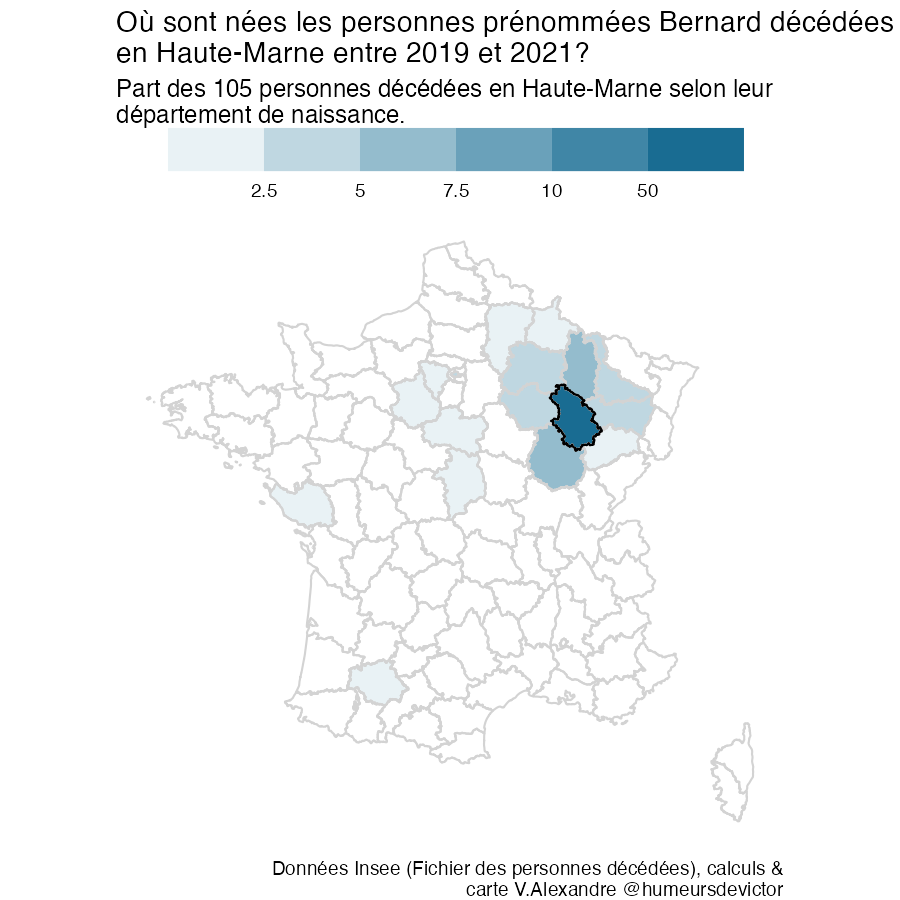 Où sont nées les personnes prénommées Bernard décédées
en Haute-Marne entre 2019 et 2021?
Part des 105 personnes décédées en Haute-Marne selon leur
département de naissance.
2.5 5 7.5 10 50
Données Insee (Fichier des personnes décédées), calculs &
carte V.Alexandre @humeursdevictor